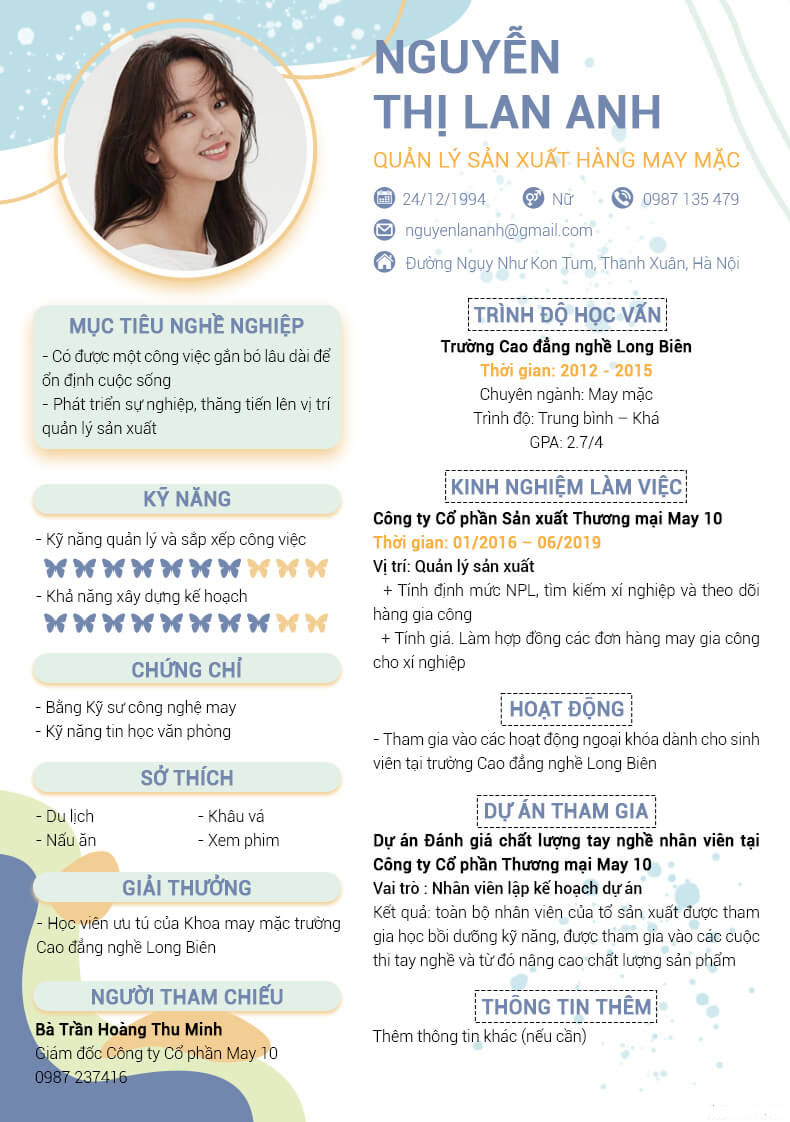 NGUYỄN
THỊ LAN ANH
QUẢN LÝ SẢN XUẤT HÀNG MAY MẶC
24/12/1994 Nữ 0987 135 479
nguyenlananh@gmail.com
Đường Ngụy Như Kon Tum, Thanh Xuân, Hà Nội
MỤC TIÊU NGHỀ NGHIỆP
- Có được một công việc gắn bó lâu dài để
ổn định cuộc sống
- Phát triển sự nghiệp, thăng tiến lên vị trí
quản lý sản xuất
KỸ NĂNG
- Kỹ năng quản lý và sắp xếp công việc
- Khả năng xây dựng kế hoạch
CHỨNG CHỈ
- Bằng Kỹ sư công nghệ may
- Kỹ năng tin học văn phòng
SỞ THÍCH
- Du lịch - Khâu vá
- Nấu ăn - Xem phim
GIẢI THƯỞNG
- Học viên ưu tú của Khoa may mặc trường
Cao đẳng nghề Long Biên
NGƯỜI THAM CHIẾU
Bà Trần Hoàng Thu Minh
Giám đốc Công ty Cổ phần May 10
0987 237416
TRÌNH ĐỘ HỌC VẤN
Trường Cao đẳng nghề Long Biên
Thời gian: 2012 - 2015
Chuyên ngành: May mặc
Trình độ: Trung bình – Khá
GPA: 2.7/4
KINH NGHIỆM LÀM VIỆC
Công ty Cổ phần Sản xuất Thương mại May 10
Thời gian: 01/2016 – 06/2019
Vị trí: Quản lý sản xuất
+ Tính định mức NPL, tìm kiếm xí nghiệp và theo dõi
hàng gia công
+ Tính giá. Làm hợp đồng các đơn hàng may gia công
cho xí nghiệp
HOẠT ĐỘNG
- Tham gia vào các hoạt động ngoại khóa dành cho sinh
viên tại trường Cao đẳng nghề Long Biên
DỰ ÁN THAM GIA
Dự án Đánh giá chất lượng tay nghề nhân viên tại
Công ty Cổ phần Thương mại May 10
Vai trò : Nhân viên lập kế hoạch dự án
Kết quả: toàn bộ nhân viên của tổ sản xuất được tham
gia học bồi dưỡng kỹ năng, được tham gia vào các cuộc
thi tay nghề và từ đó nậng cao chất lượng sản phẩm
THÔNG TIN THÊM
Thêm thông tin khác (nếu cần)